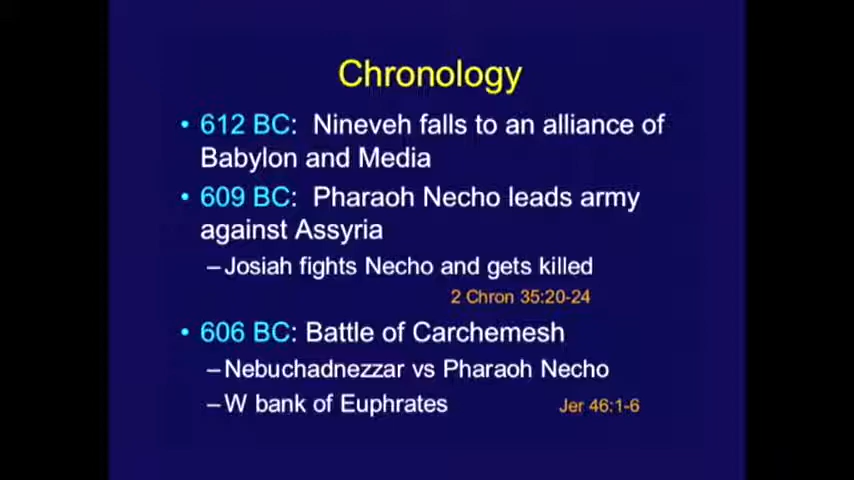 Chronology
• 612 BC: Nineveh falls to an alliance of
Babylon and Media
• 609 BC: Pharaoh Necho leads army
against Assyria
–Josiah fights Necho and gets killed
2 Chron 35:20-24
• 606 BC: Battle of Carchemesh
–Nebuchadnezzar vs Pharaoh Necho
–W bank of Euphrates Jer 46:1-6